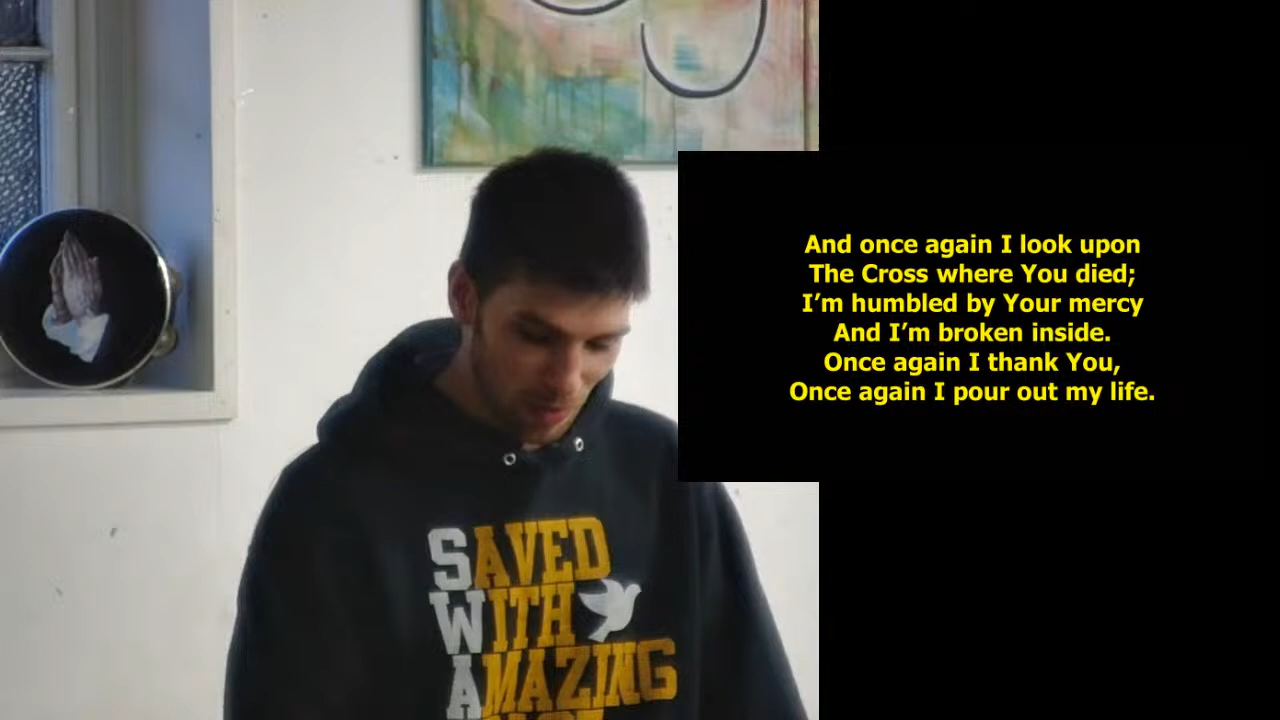 And once again I look upon
The Cross where You died;
I’m humbled by Your mercy
And I’m broken inside.
Once again I thank You,
Once again I pour out my life.
SAVED
WITH
AMAZING